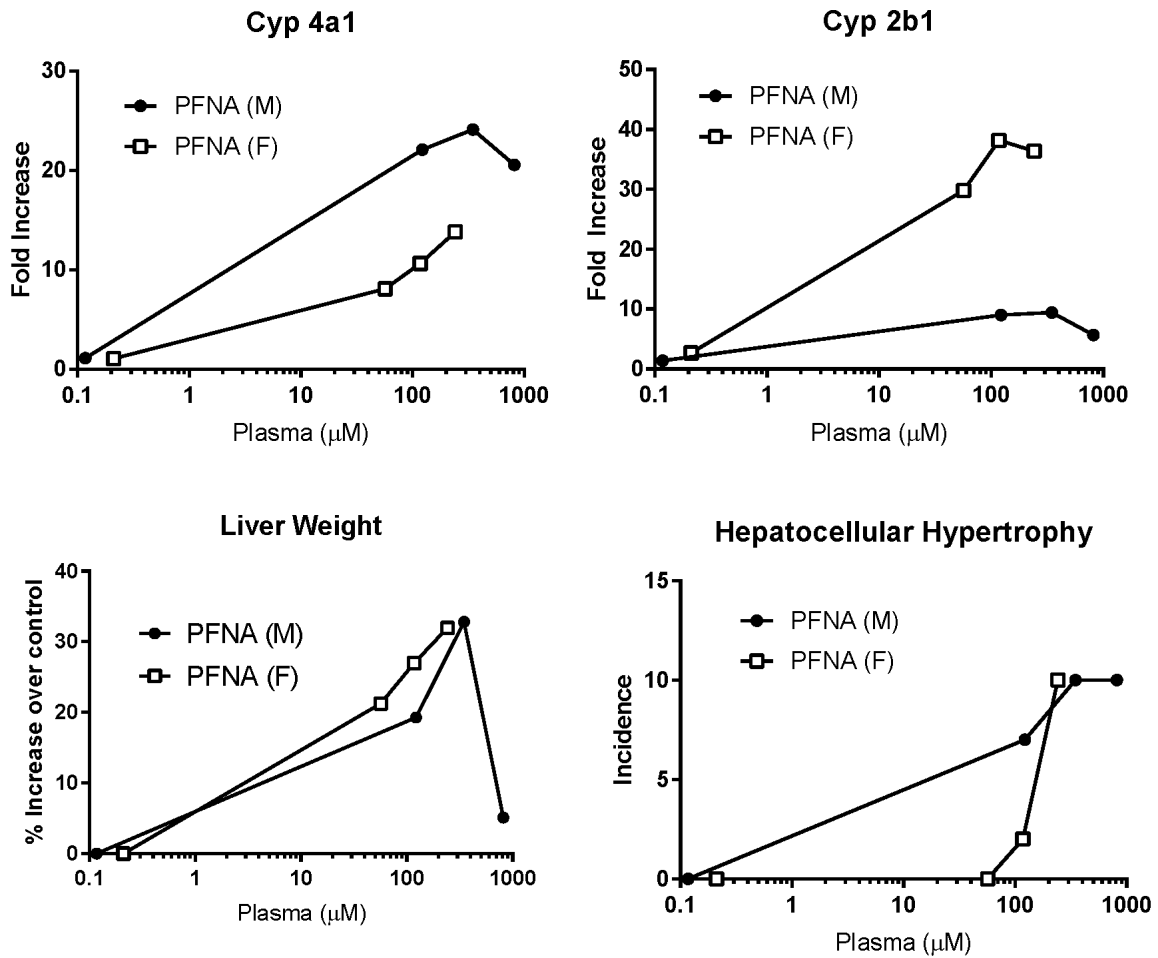 Cyp 4a1
30
20
10
0
Fold Increase
PFNA (M)
PFNA (F)
0.1 1 10 100 1000
Plasma (μM)
Cyp 2b1
50
40
30
20
10
0
Fold Increase
PFNA (M)
PFNA (F)
0.1 1 10 100 1000
Plasma (μM)
Liver Weight
40
30
20
10
0
% Increase over control
PFNA (M)
PFNA (F)
0.1 1 10 100 1000
Plasma (μM)
Hepatocellular Hypertrophy
15
10
5
0
Incidence
PFNA (M)
PFNA (F)
0.1 1 10 100 1000
Plasma (μM)